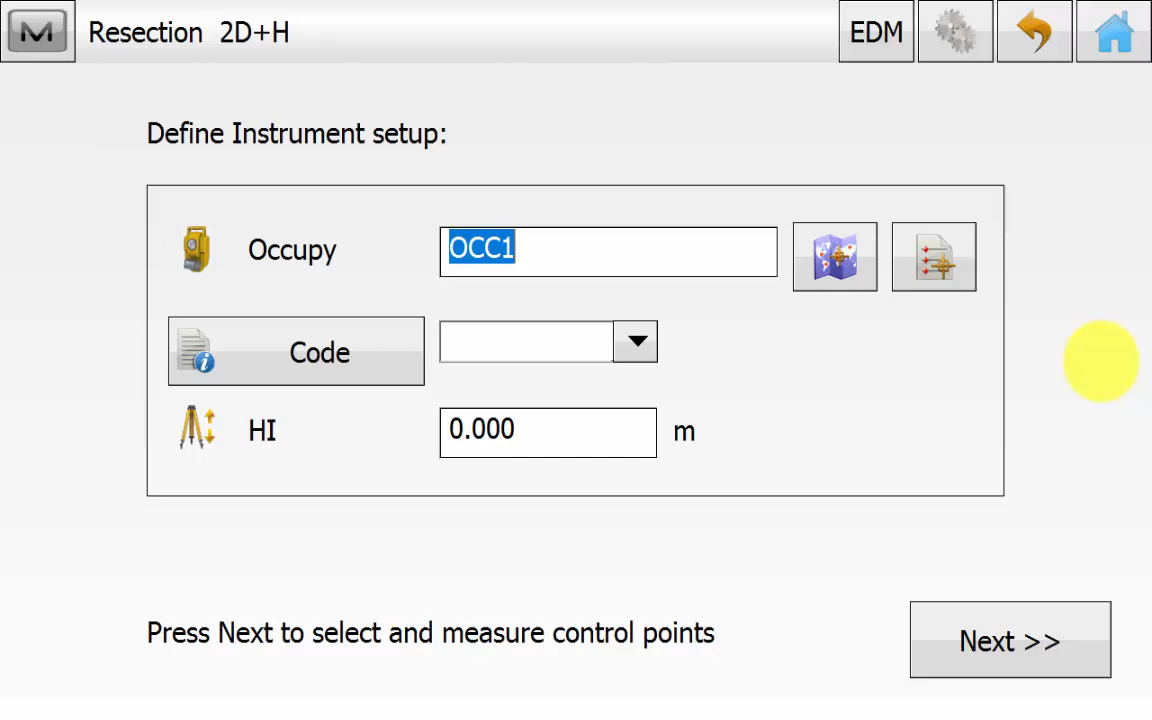 M Resection 2D+H EDM
Define Instrument setup:
Occupy OCC1
Code
HI 0.000 m
Press Next to select and measure control points
Next >>